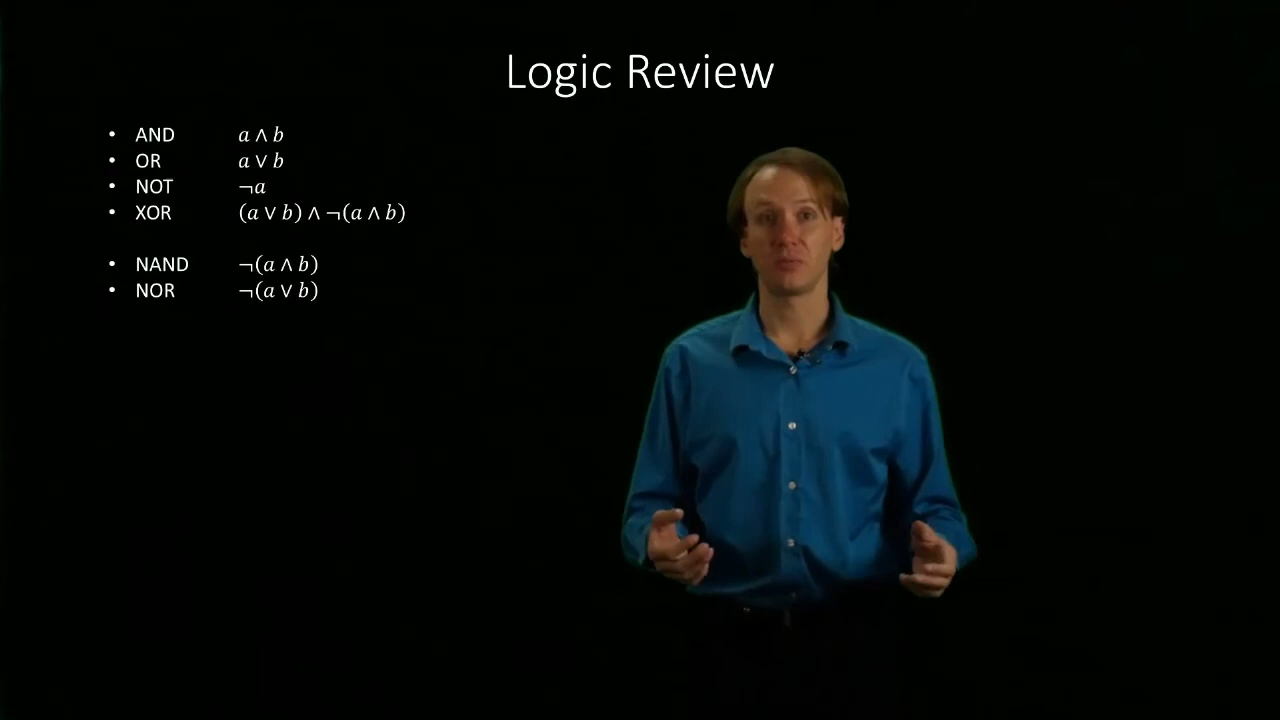 Logic Review
• AND a ∧ b
• OR a ∨ b
• NOT ¬a
• XOR (a ∨ b) ∧ ¬(a ∧ b)
• NAND ¬(a ∧ b)
• NOR ¬(a ∨ b)